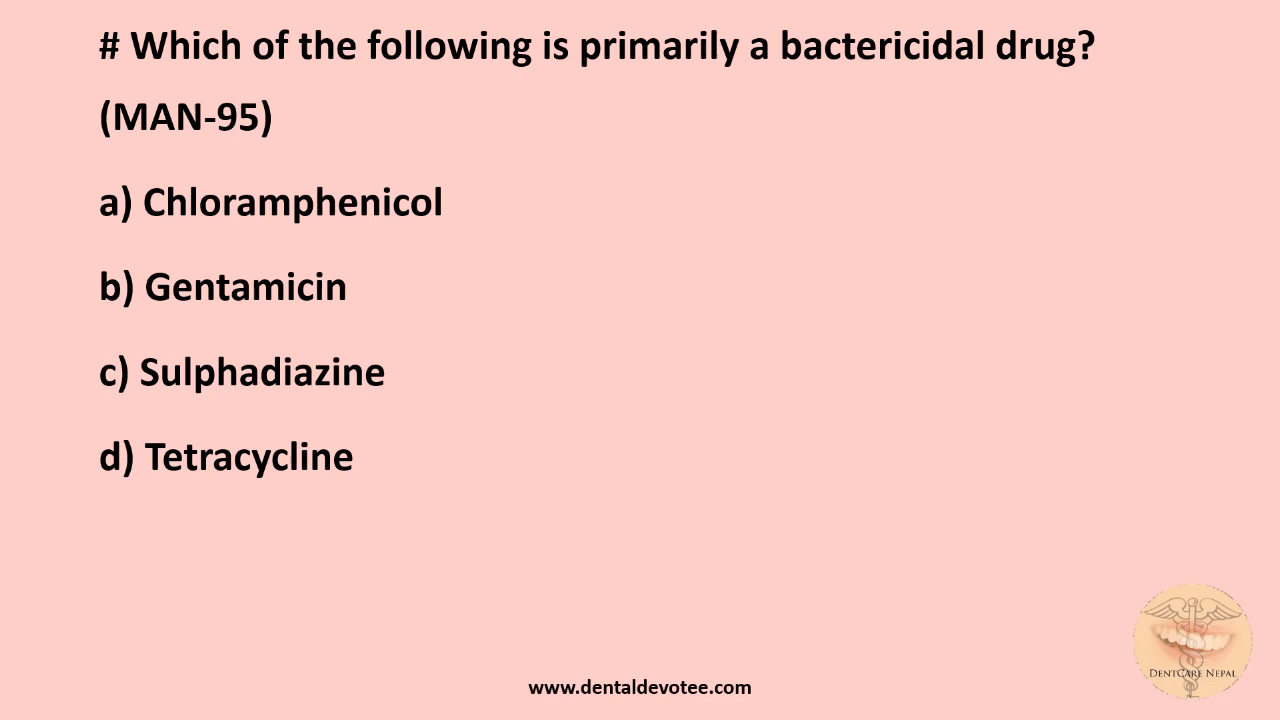 # Which of the following is primarily a bactericidal drug?
(MAN-95)
a) Chloramphenicol
b) Gentamicin
c) Sulphadiazine
d) Tetracycline
DentCare Nepal
www.dentaldevotee.com